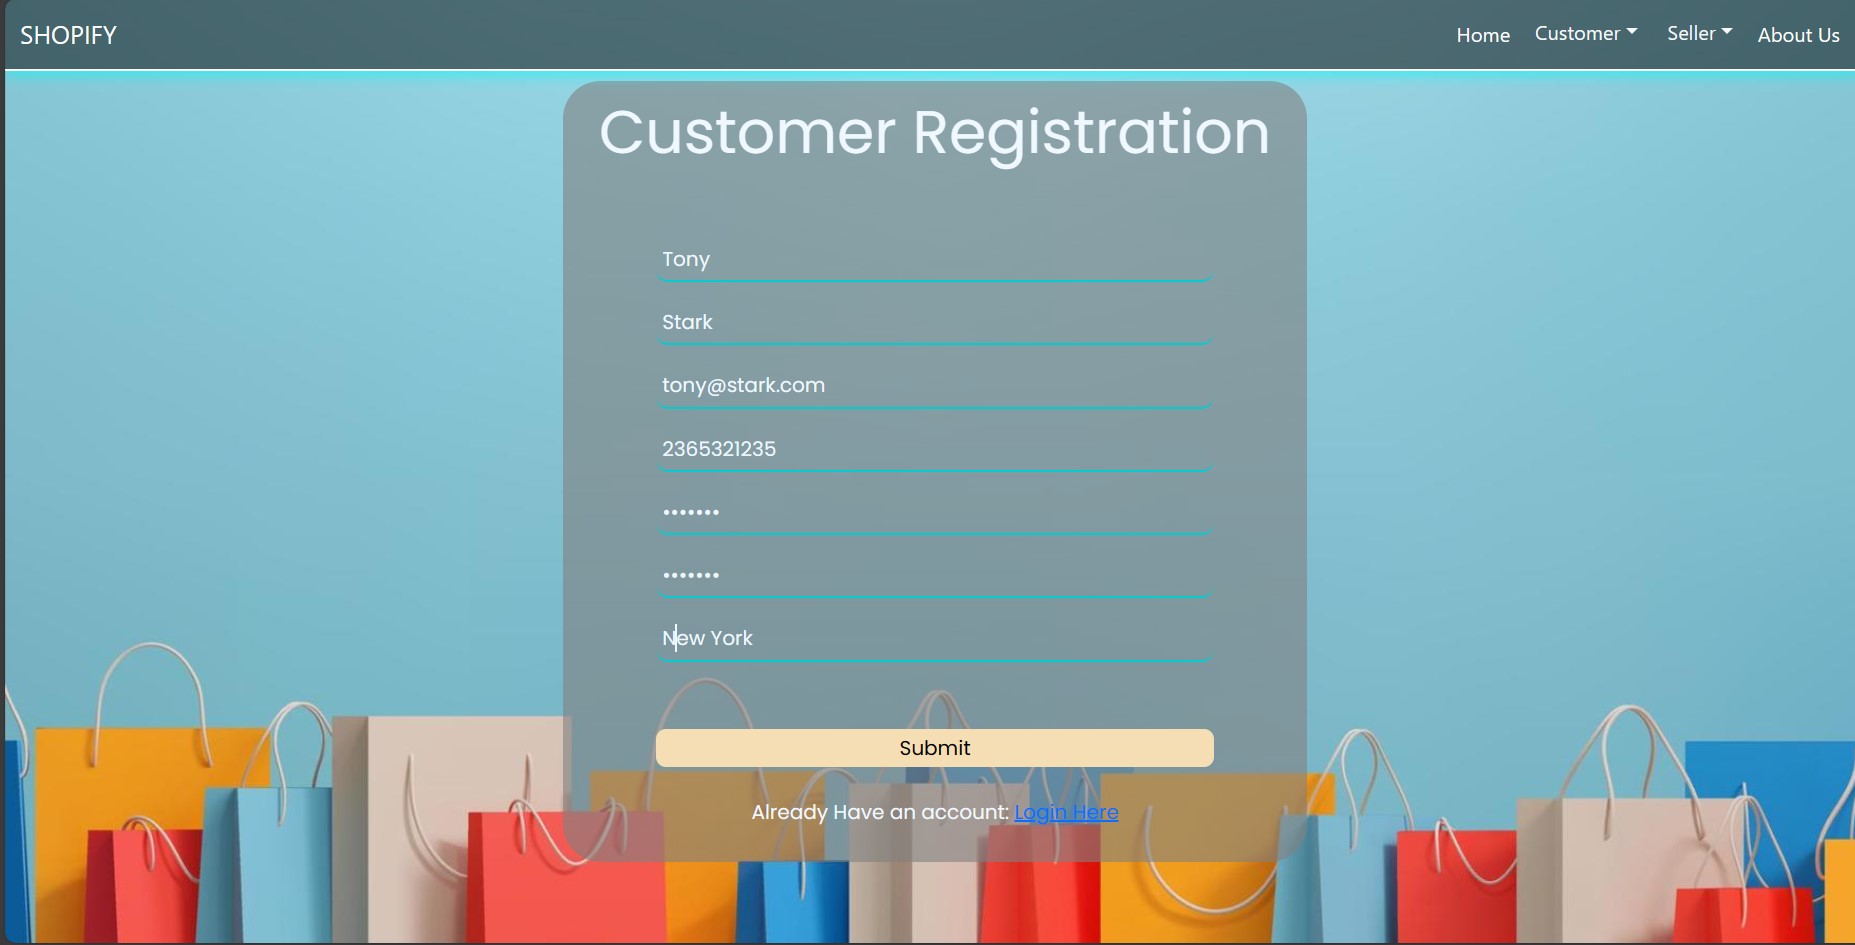 SHOPIFY
Home Customer Seller About Us
Customer Registration
Tony
Stark
tony@stark.com
2365321235
•••••••
•••••••
New York
Submit
Already Have an account: Login Here